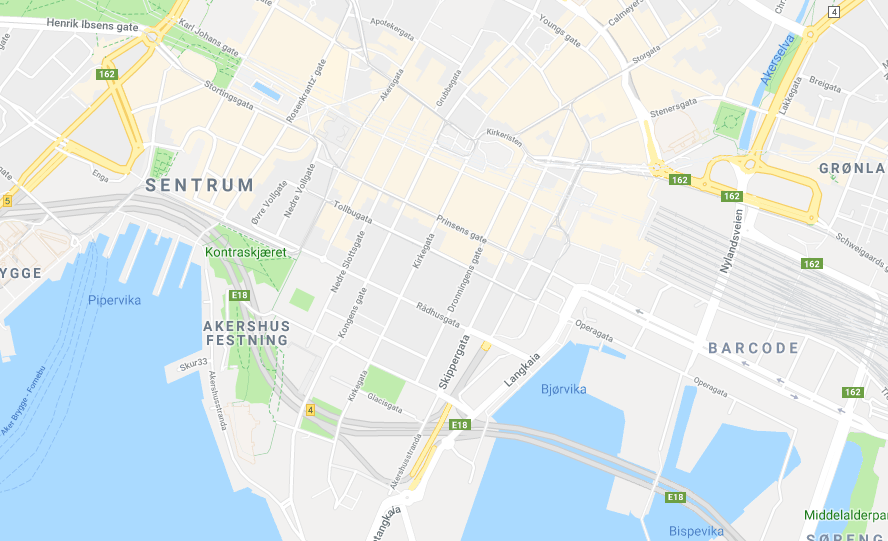 Henrik Ibsens gate
Karl Johans gate
Apotekergata
Youngs gate
Calmeyers
4
162
Stortingsgata
Rosenkrantz' gate
Akersgata
Grubbegata
Storgata
Akerselva
Lakkegata
Breigata
Stenersgata
Kirkeristen
Enga
SENTRUM
162
162
GRØNLA
5
Øvre Vollgate
Nedre Vollgate
Tollbugata
Prinsens gate
Nylandsveien
Schweigaards g
YGGE
Kontraskjæret
Nedre Slottsgate
Kirkegata
Dronningens gate
162
Pipervika
E18
Kongens gate
Rådhusgata
AKERSHUS
FESTNING
Operagata
BARCODE
Skur33
Akershusstranda
Kirkegata
Skippergata
Langkaia
Bjørvika
Operagata
162
Aker Brygge - Fornebu
4
Glacisgata
E18
Akershusstranda
E18
tangkaia
Bispevika
Middelalderpar
SØRENG